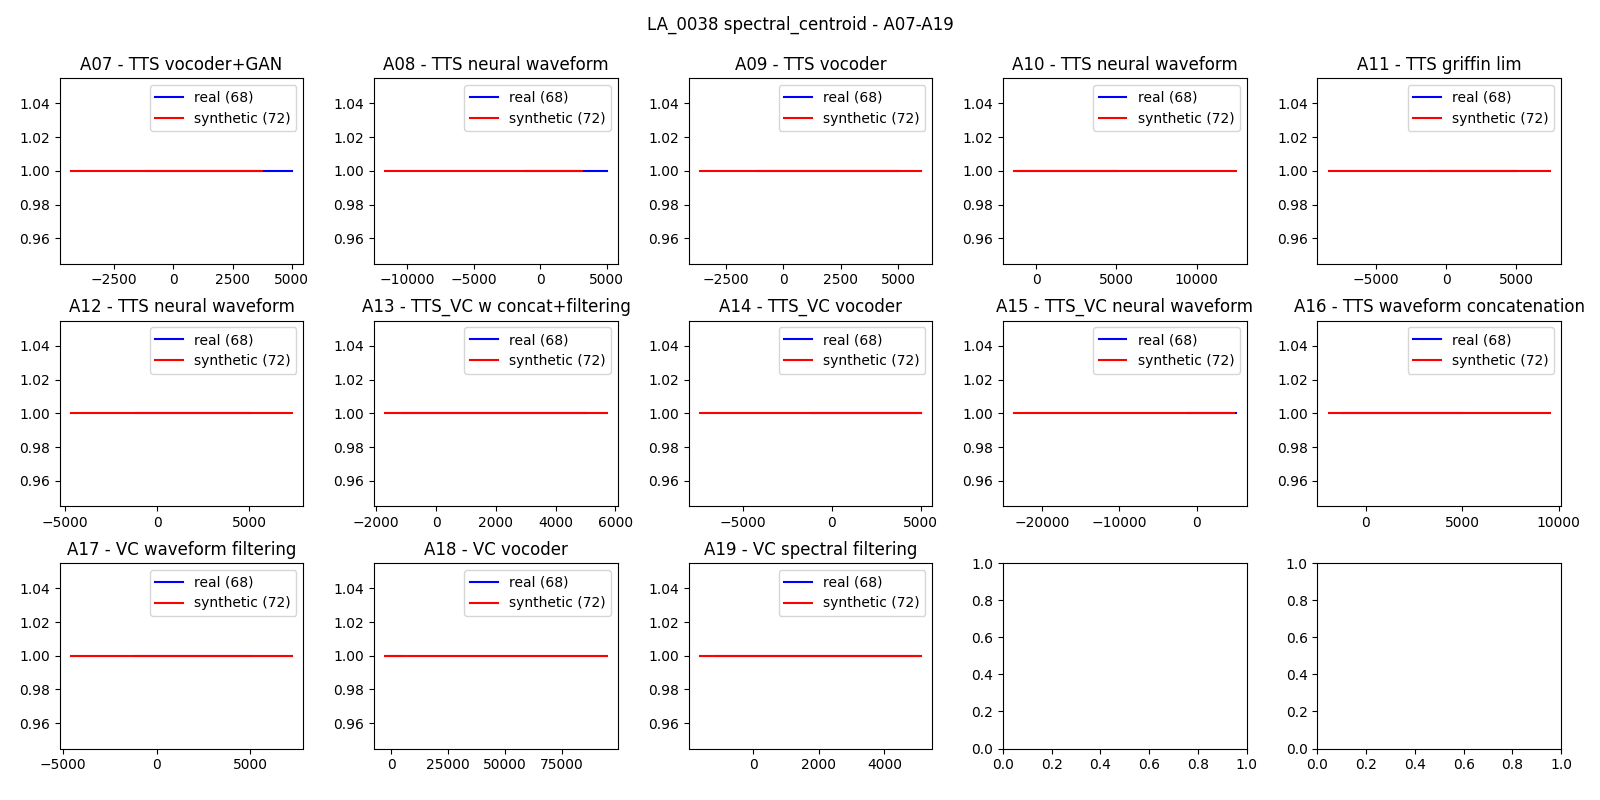 LA_0038 spectral_centroid - A07-A19
A07 - TTS vocoder+GAN
1.04
1.02
1.00
0.98
0.96
real (68)
synthetic (72)
−2500 0 2500 5000
A08 - TTS neural waveform
real (68)
synthetic (72)
−10000 −5000 0 5000
A09 - TTS vocoder
1.04
1.02
1.00
0.98
0.96
real (68)
synthetic (72)
−2500 0 2500 5000
A10 - TTS neural waveform
1.04
1.02
1.00
0.98
0.96
real (68)
synthetic (72)
0 5000 10000
A11 - TTS griffin lim
1.04
1.02
1.00
0.98
0.96
real (68)
synthetic (72)
−5000 0 5000
A12 - TTS neural waveform
1.04
1.02
1.00
0.98
0.96
real (68)
synthetic (72)
−5000 0 5000
A13 - TTS_VC w concat+filtering
1.04
1.02
1.00
0.98
0.96
real (68)
synthetic (72)
−2000 0 2000 4000 6000
A14 - TTS_VC vocoder
1.04
1.02
1.00
0.98
0.96
real (68)
synthetic (72)
−5000 0 5000
A15 - TTS_VC neural waveform
1.04
1.02
1.00
0.98
0.96
real (68)
synthetic (72)
−20000 −10000 0
A16 - TTS waveform concatenation
1.04
1.02
1.00
0.98
0.96
real (68)
synthetic (72)
0 5000 10000
A17 - VC waveform filtering
1.04
1.02
1.00
0.98
0.96
real (68)
synthetic (72)
−5000 0 5000
A18 - VC vocoder
1.04
1.02
1.00
0.98
0.96
real (68)
synthetic (72)
0 25000 50000 75000
A19 - VC spectral filtering
1.04
1.02
1.00
0.98
0.96
real (68)
synthetic (72)
0 2000 4000
1.0
0.8
0.6
0.4
0.2
0.0
0.0 0.2 0.4 0.6 0.8 1.0
1.0
0.8
0.6
0.4
0.2
0.0
0.0 0.2 0.4 0.6 0.8 1.0